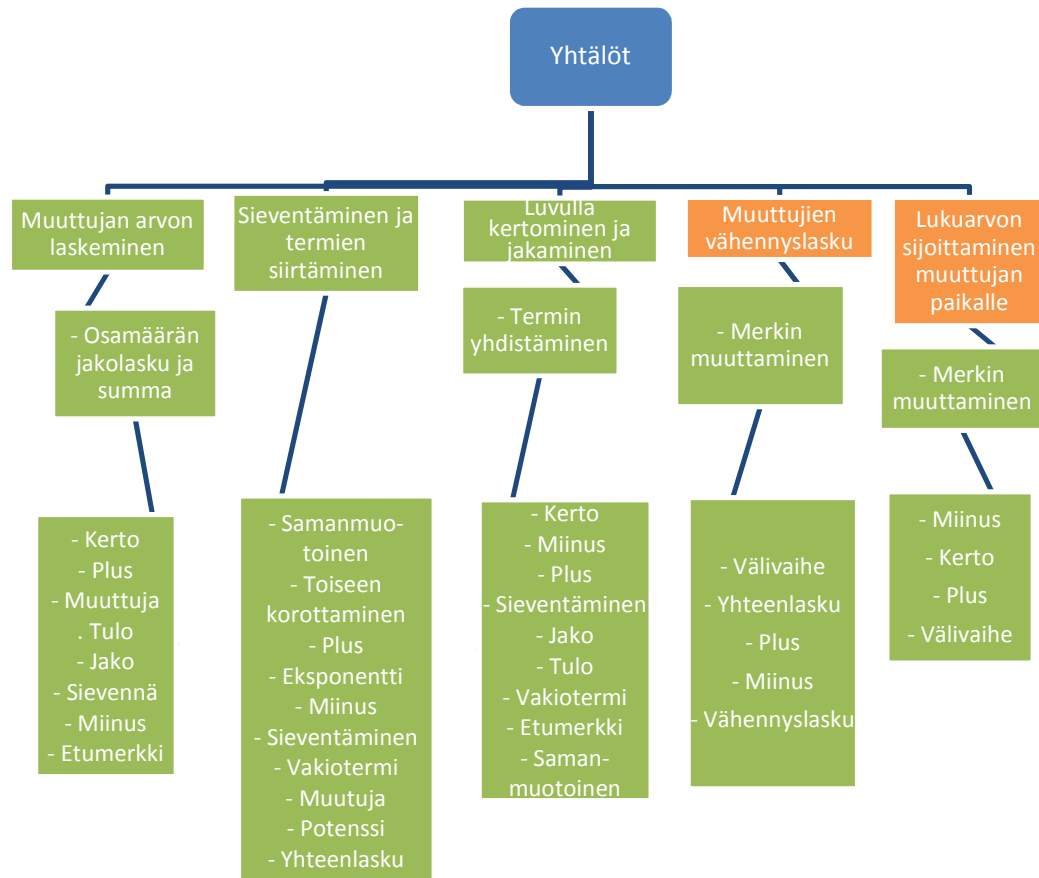 Yhtälöt
Muuttujan arvon
laskeminen
Sieventäminen ja
termien
siirtäminen
Luvulla
kertominen ja
jakaminen
Muuttujien
vähennyslasku
Lukuarvon
sijoittaminen
muuttujan
paikalle
- Osamäärän
jakolasku ja
summa
- Termin
yhdistäminen
- Merkin
muuttaminen
- Merkin
muuttaminen
- Kerto
- Plus
- Muuttuja
. Tulo
- Jako
- Sievennä
- Miinus
- Etumerkki
- Samanmuo-
toinen
- Toiseen
korottaminen
- Plus
- Eksponentti
- Miinus
- Sieventäminen
- Vakiotermi
- Muutuja
- Potenssi
- Yhteenlasku
- Kerto
- Miinus
- Plus
- Sieventäminen
- Jako
- Tulo
- Vakiotermi
- Etumerkki
- Saman-
muotoinen
- Välivaihe
- Yhteenlasku
- Plus
- Miinus
- Vähennyslasku
- Miinus
- Kerto
- Plus
- Välivaihe